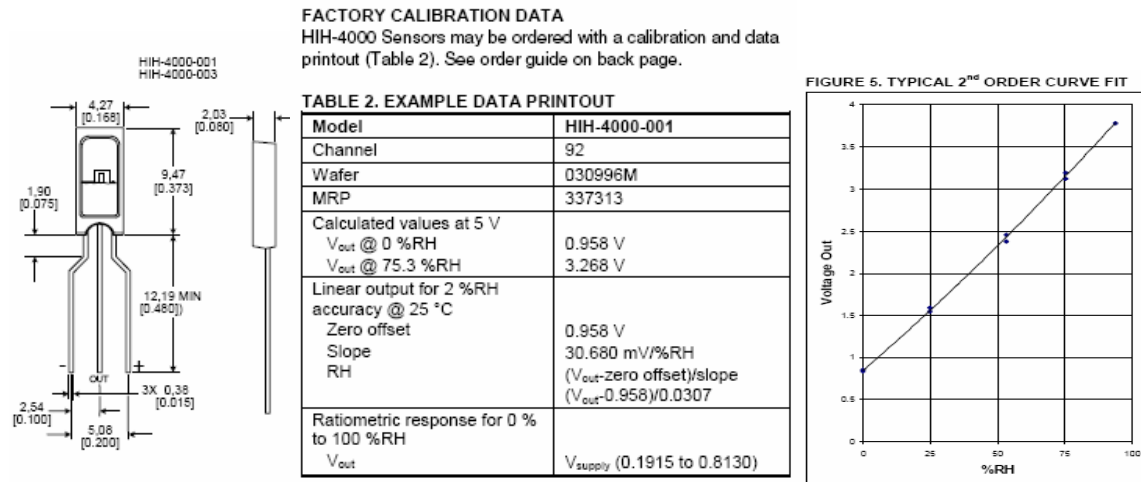 HIH-4000-001
HIH-4000-003
4,27
[0.168]
2,03
[0.080]
9,47
[0.373]
1,90
[0.075]
12,19 MIN
[0.480])
- OUT +
3X 0,38
[0.015]
2,54
[0.100]
5,08
[0.200]
FACTORY CALIBRATION DATA
HIH-4000 Sensors may be ordered with a calibration and data
printout (Table 2). See order guide on back page.
TABLE 2. EXAMPLE DATA PRINTOUT
Model HIH-4000-001
Channel 92
Wafer 030996M
MRP 337313
Calculated values at 5 V
Vout @ 0 %RH 0.958 V
Vout @ 75.3 %RH 3.268 V
Linear output for 2 %RH
accuracy @ 25 °C
Zero offset 0.958 V
Slope 30.680 mV/%RH
RH (Vout-zero offset)/slope
(Vout-0.958)/0.0307
Ratiometric response for 0 %
to 100 %RH
Vout Vsupply (0.1915 to 0.8130)
FIGURE 5. TYPICAL 2nd ORDER CURVE FIT
4
3.5
3
2.5
2
1.5
1
0.5
0
Voltage Out
0 25 50 75 100
%RH